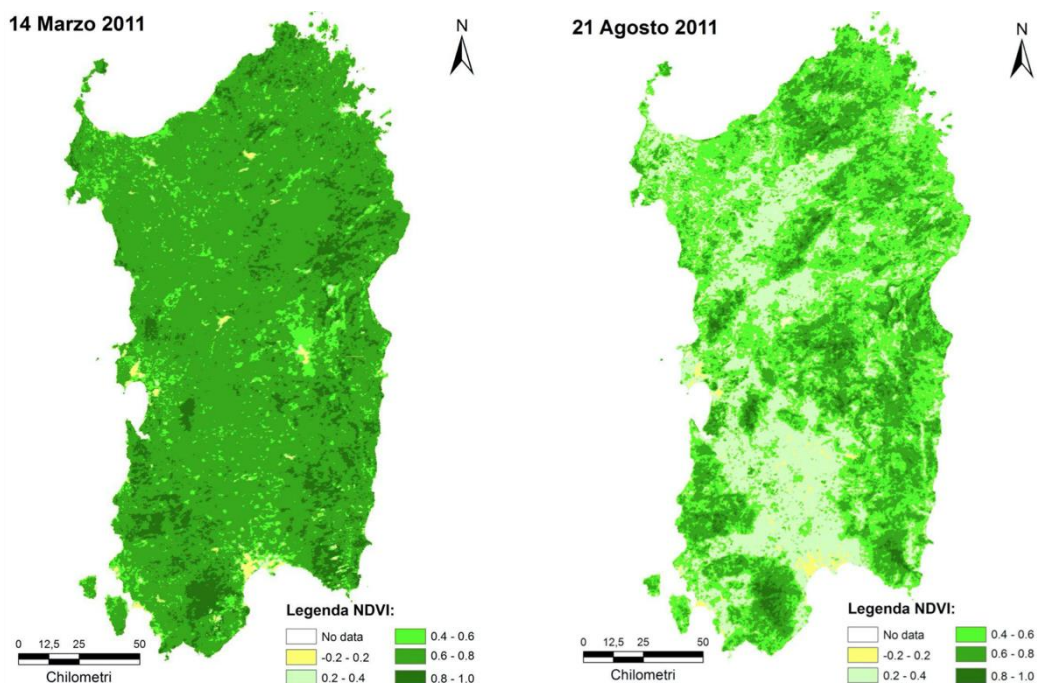 14 Marzo 2011
N
Legenda NDVI:
No data
-0.2 - 0.2
0.2 - 0.4
0.4 - 0.6
0.6 - 0.8
0.8 - 1.0
0 12,5 25 50
Chilometri
21 Agosto 2011
N
Legenda NDVI:
No data
-0.2 - 0.2
0.2 - 0.4
0.4 - 0.6
0.6 - 0.8
0.8 - 1.0
0 12,5 25 50
Chilometri